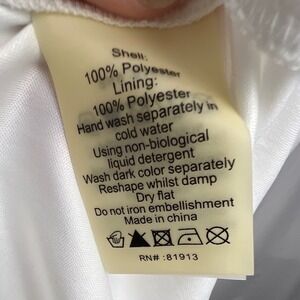 Shell:
100% Polyester
Lining:
100% Polyester
Hand wash separately in
cold water
Using non-biological
liquid detergent
Wash dark color separately
Reshape whilst damp
Dry flat
Do not iron embellishment
Made in china
RN# :81913